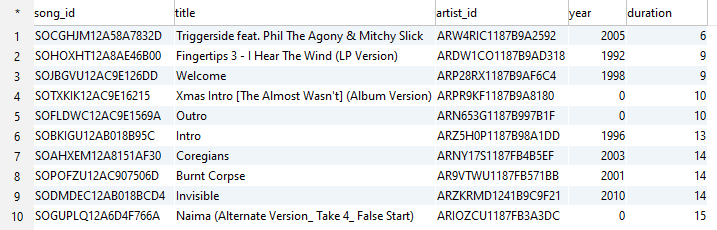 * song_id title artist_id year duration
1 SOCGHJM12A58A7832D Triggerside feat. Phil The Agony & Mitchy Slick ARW4RIC1187B9A2592 2005 6
2 SOHOXHT12A8AE46B00 Fingertips 3 - I Hear The Wind (LP Version) ARDW1CO1187B9AD318 1992 9
3 SOJBGVU12AC9E126DD Welcome ARP28RX1187B9AF6C4 1998 9
4 SOTXKIK12AC9E16215 Xmas Intro [The Almost Wasn't] (Album Version) ARPR9KF1187B9A8180 0 10
5 SOFLDWC12AC9E1569A Outro ARN653G1187B997B1F 0 10
6 SOBKIGU12AB018B95C Intro ARZ5H0P1187B98A1DD 1996 13
7 SOAHXEM12A8151AF30 Coregians ARNY17S1187FB4B5EF 2003 14
8 SOPOFZU12AC907506D Burnt Corpse AR9VTWU1187FB571BB 2001 14
9 SODMDEC12AB018BCD4 Invisible ARZKRMD1241B9C9F21 2010 14
10 SOGUPLQ12A6D4F766A Naima (Alternate Version_ Take 4_ False Start) ARIOZCU1187FB3A3DC 0 15